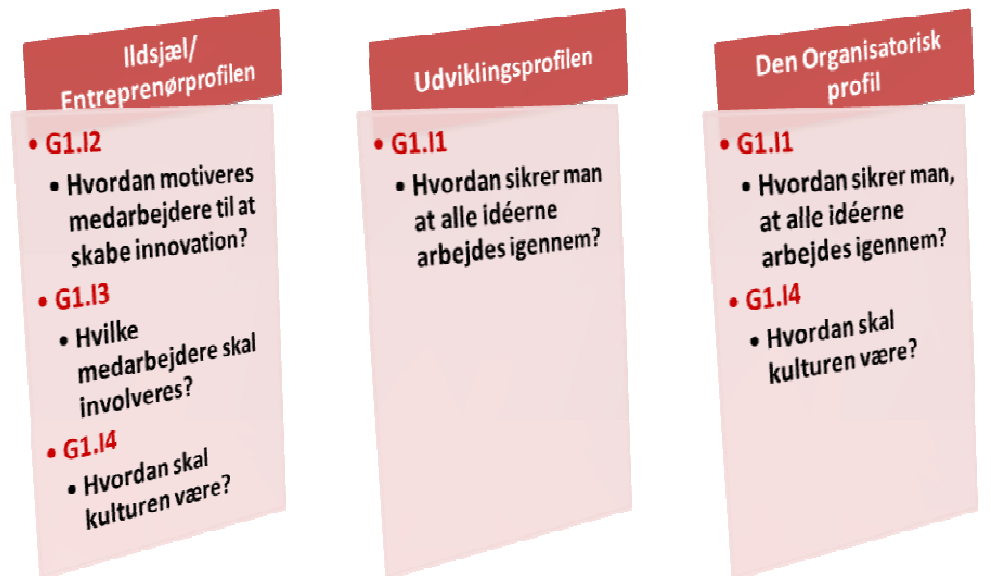 Ildsjæl/
Entreprenørprofilen
• G1.I2
• Hvordan motiveres
medarbejdere til at
skabe innovation?
• G1.I3
• Hvilke
medarbejdere skal
involveres?
• G1.I4
• Hvordan skal
kulturen være?
Udviklingsprofilen
• G1.I1
• Hvordan sikrer man
at alle idéerne
arbejdes igennem?
Den Organisatorisk
profil
• G1.I1
• Hvordan sikrer man,
at alle idéerne
arbejdes igennem?
• G1.I4
• Hvordan skal
kulturen være?